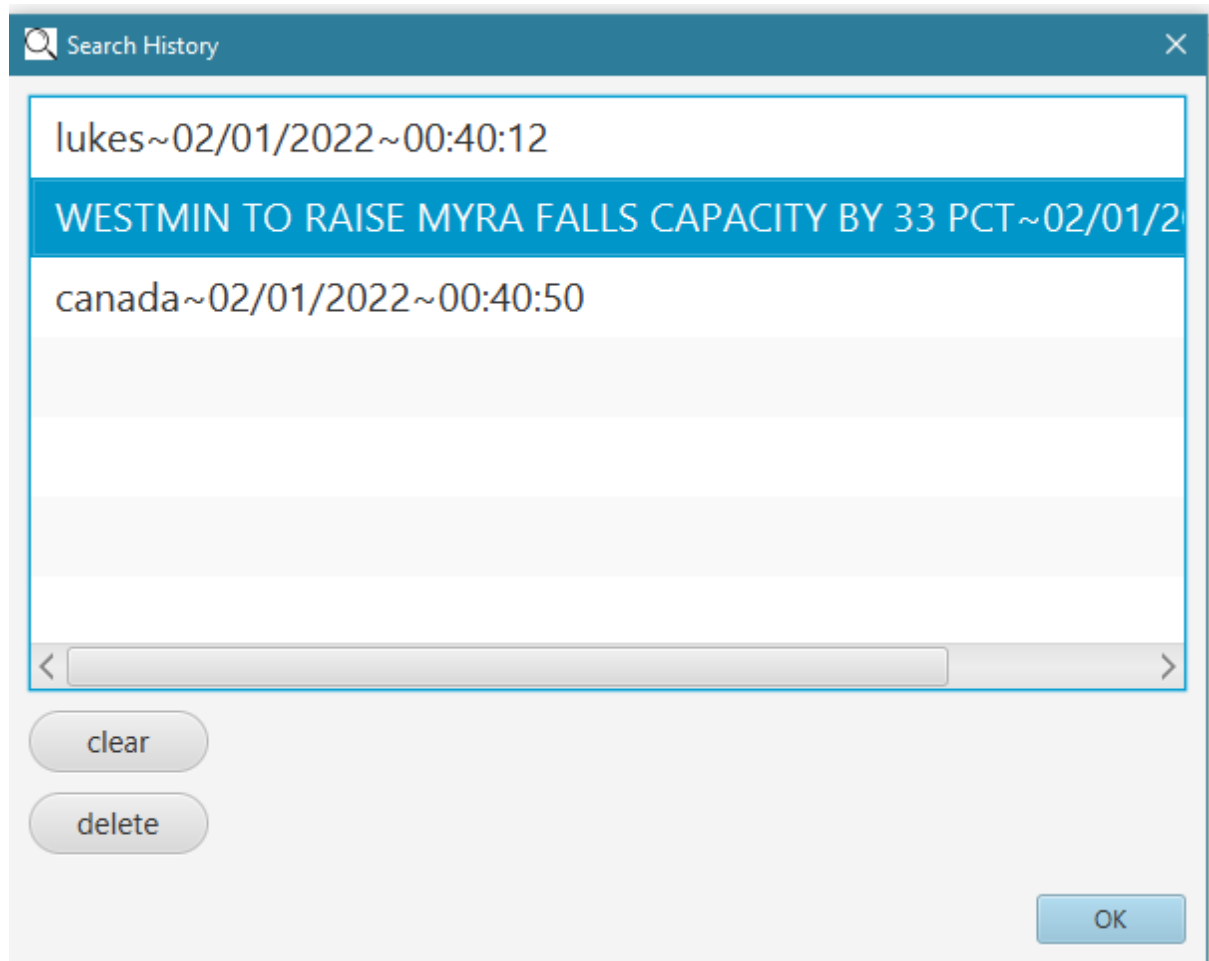 Search History
lukes~02/01/2022~00:40:12
WESTMIN TO RAISE MYRA FALLS CAPACITY BY 33 PCT~02/01/2
canada~02/01/2022~00:40:50
clear
delete
OK